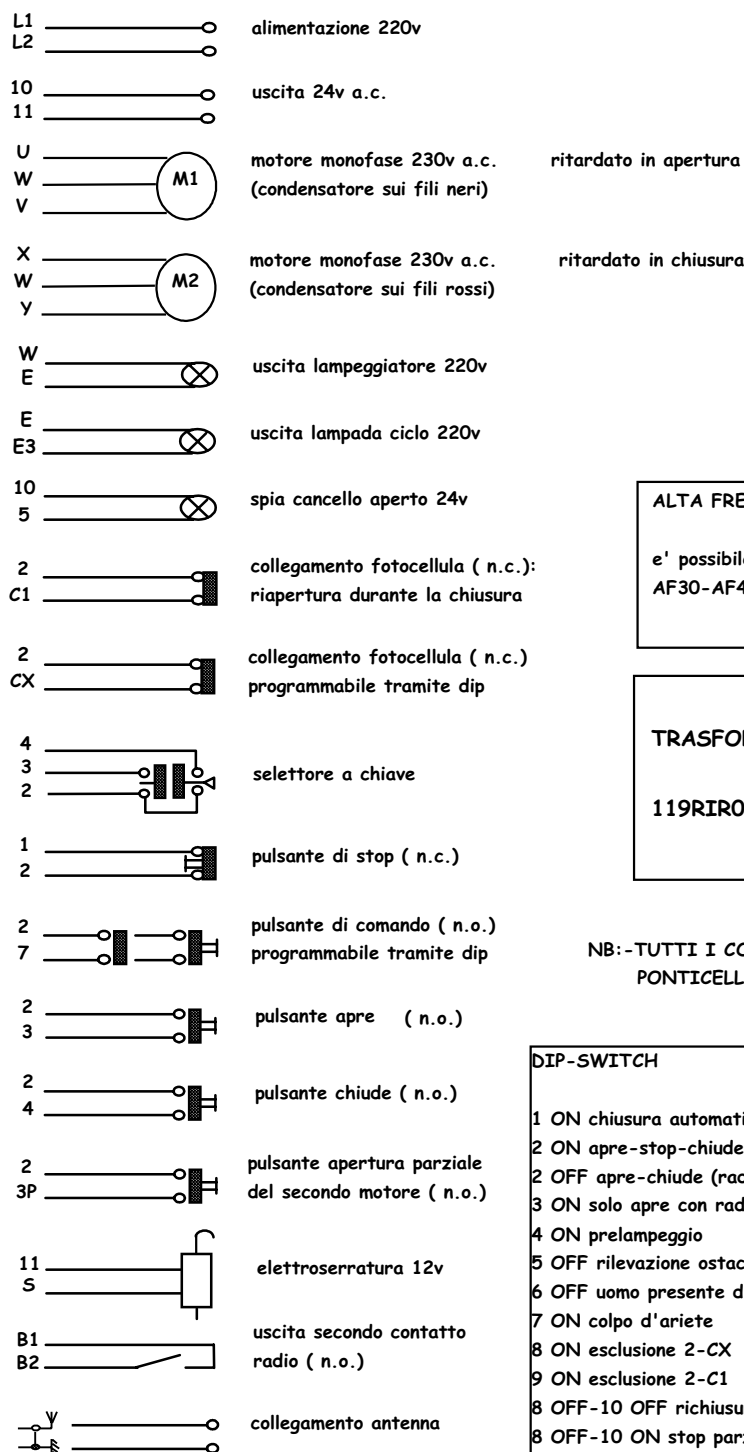 L1
L2
alimentazione 220v
10
11
uscita 24v a.c.
U
W
V
M1
motore monofase 230v a.c. ritardato in apertura
(condensatore sui fili neri)
X
W
Y
M2
motore monofase 230v a.c. ritardato in chiusura
(condensatore sui fili rossi)
W
E
uscita lampeggiatore 220v
E
E3
uscita lampada ciclo 220v
10
5
spia cancello aperto 24v
2
C1
collegamento fotocellula ( n.c.):
riapertura durante la chiusura
2
CX
collegamento fotocellula ( n.c.)
programmabile tramite dip
4
3
2
selettore a chiave
1
2
pulsante di stop ( n.c.)
2
7
pulsante di comando ( n.o.)
programmabile tramite dip
2
3
pulsante apre ( n.o.)
2
4
pulsante chiude ( n.o.)
2
3P
pulsante apertura parziale
del secondo motore ( n.o.)
11
S
elettroserratura 12v
B1
B2
uscita secondo contatto
radio ( n.o.)
collegamento antenna
ALTA FRE
e' possibil
AF30-AF4
TRASFO
119RIR0
NB:-TUTTI I CO
PONTICELL
DIP-SWITCH
1 ON chiusura automati
2 ON apre-stop-chiude
2 OFF apre-chiude (rad
3 ON solo apre con rad
4 ON prelampeggio
5 OFF rilevazione ostac
6 OFF uomo presente d
7 ON colpo d'ariete
8 ON esclusione 2-CX
9 ON esclusione 2-C1
8 OFF-10 OFF richiusu
8 OFF-10 ON stop parz